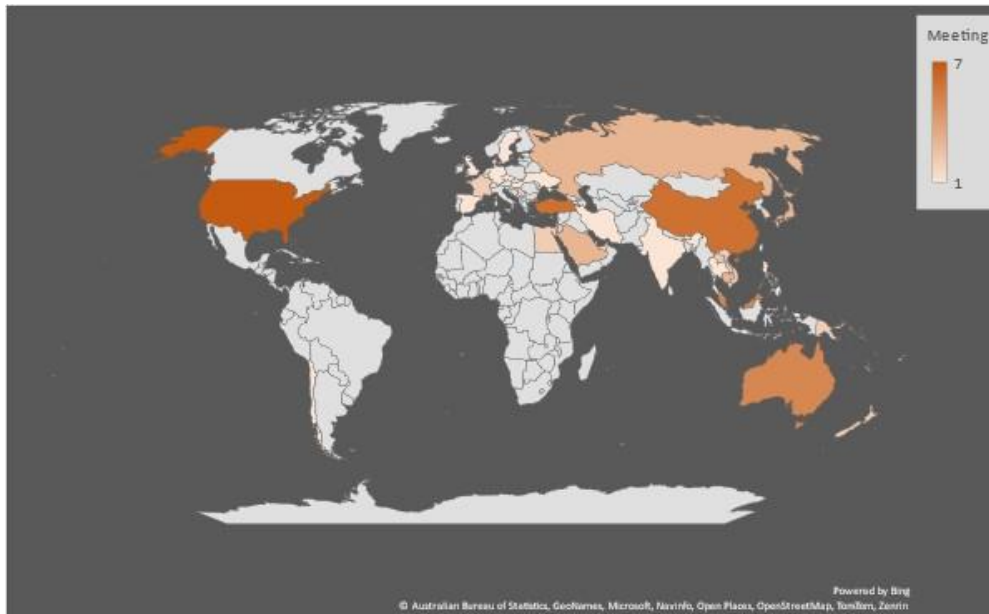 Meeting
7
1
Powered by Bing
© Australian Bureau of Statistics, GeoNames, Microsoft, Navinfo, Open Places, OpenStreetMap, TomTom, Zenrin